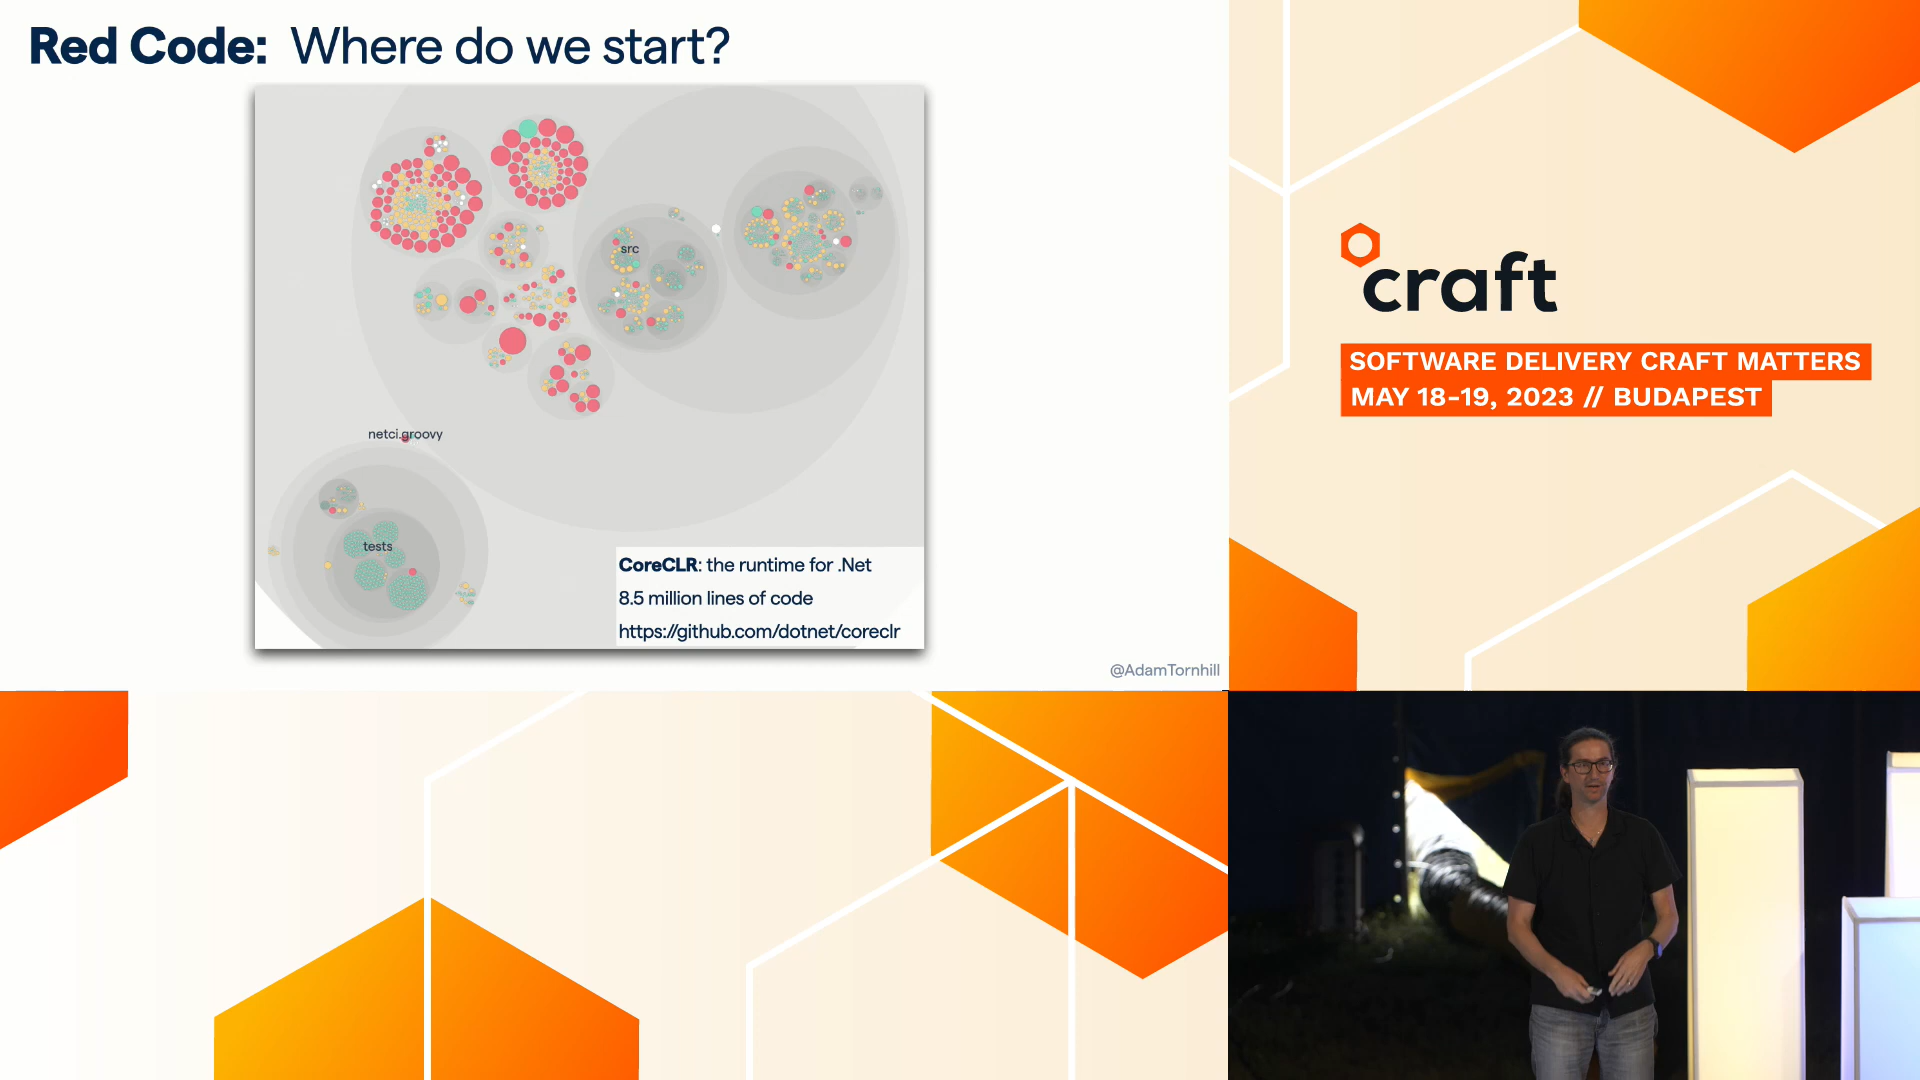 Red Code: Where do we start?
src
netci.groovy
tests
CoreCLR: the runtime for .Net
8.5 million lines of code
https://github.com/dotnet/coreclr
@AdamTornhill
craft
SOFTWARE DELIVERY CRAFT MATTERS
MAY 18-19, 2023 // BUDAPEST